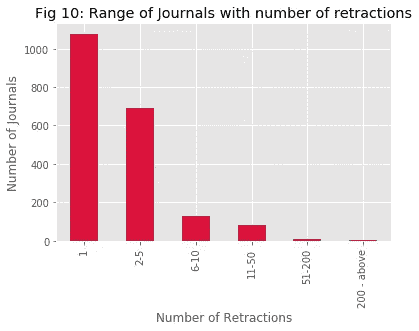 Fig 10: Range of Journals with number of retractions
1000
800
600
400
200
0
Number of Journals
1
2-5
6-10
11-50
51-200
200 - above
Number of Retractions